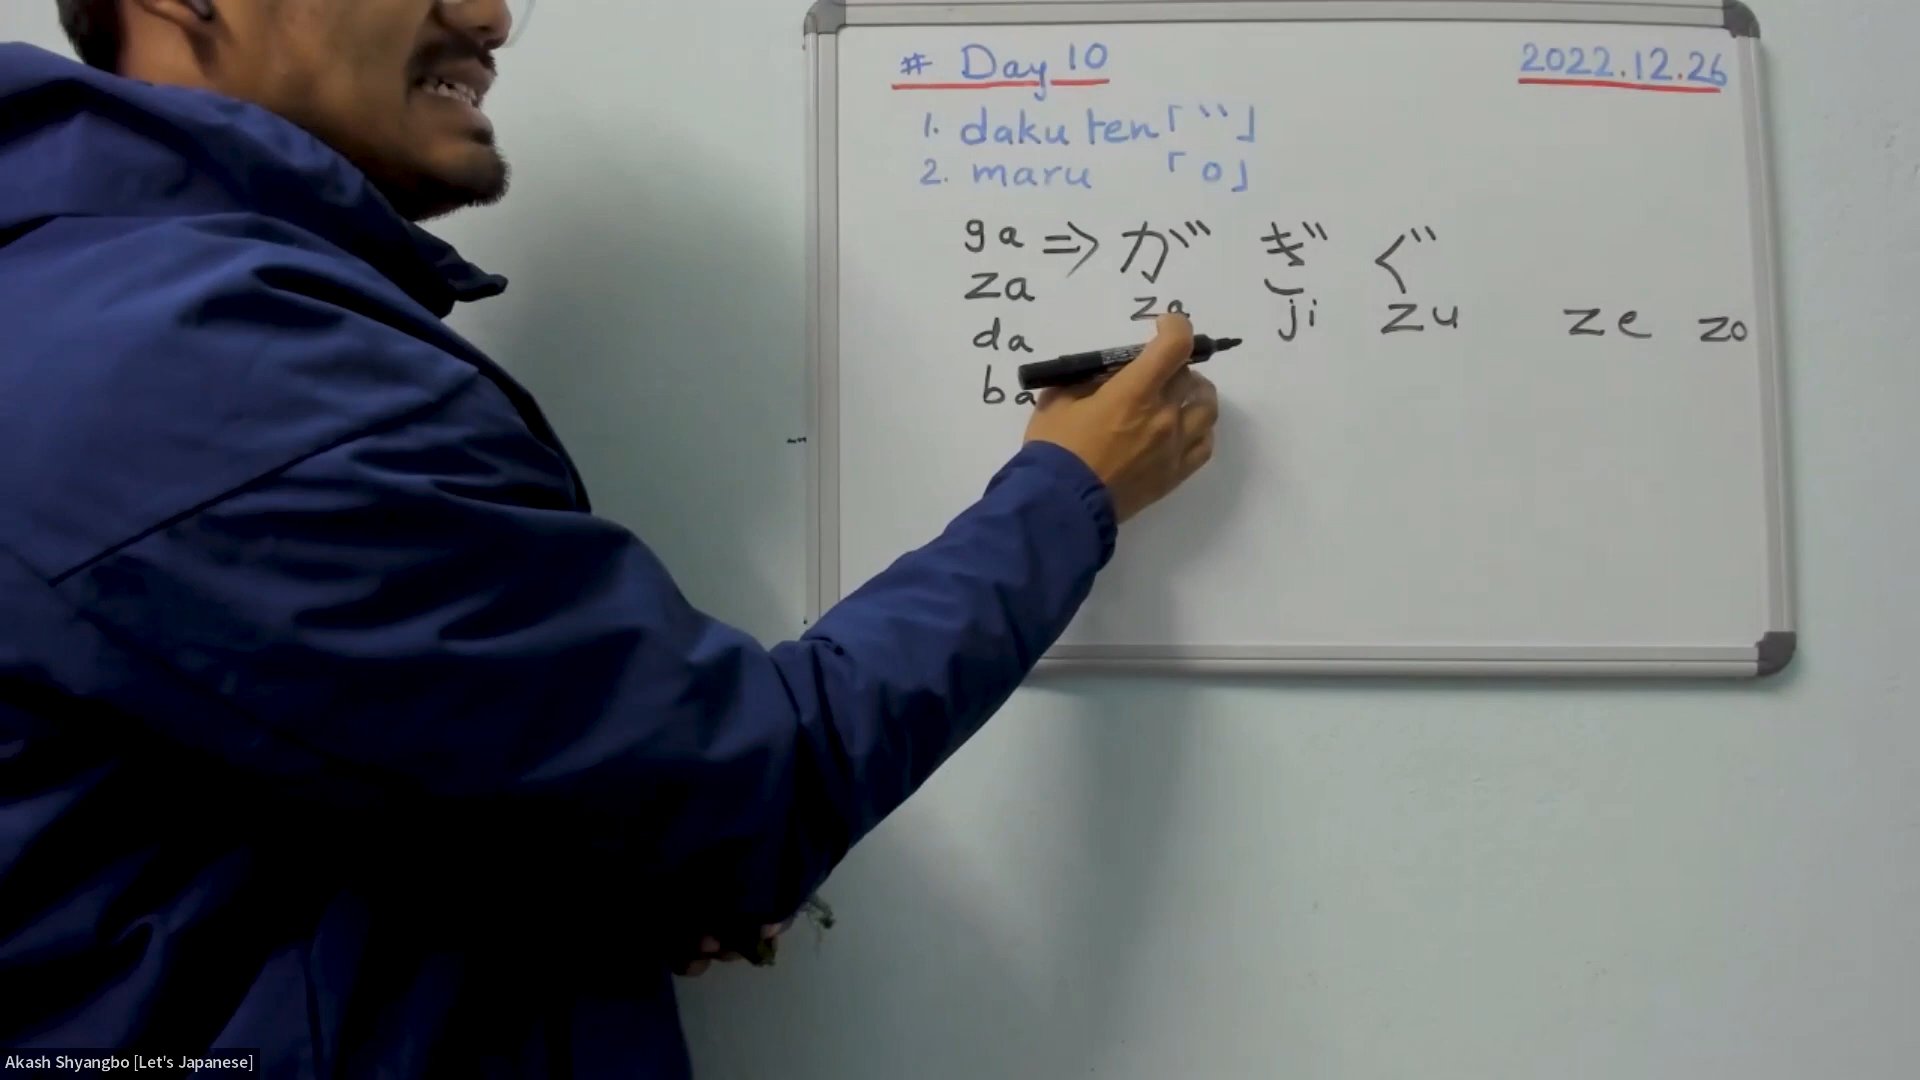 # Day 10 2022.12.26
1. dakuten「〃」
2. maru 「o」
ga => が ぎ ぐ
za za ji zu ze zo
da
ba
Akash Shyangbo [Let's Japanese]